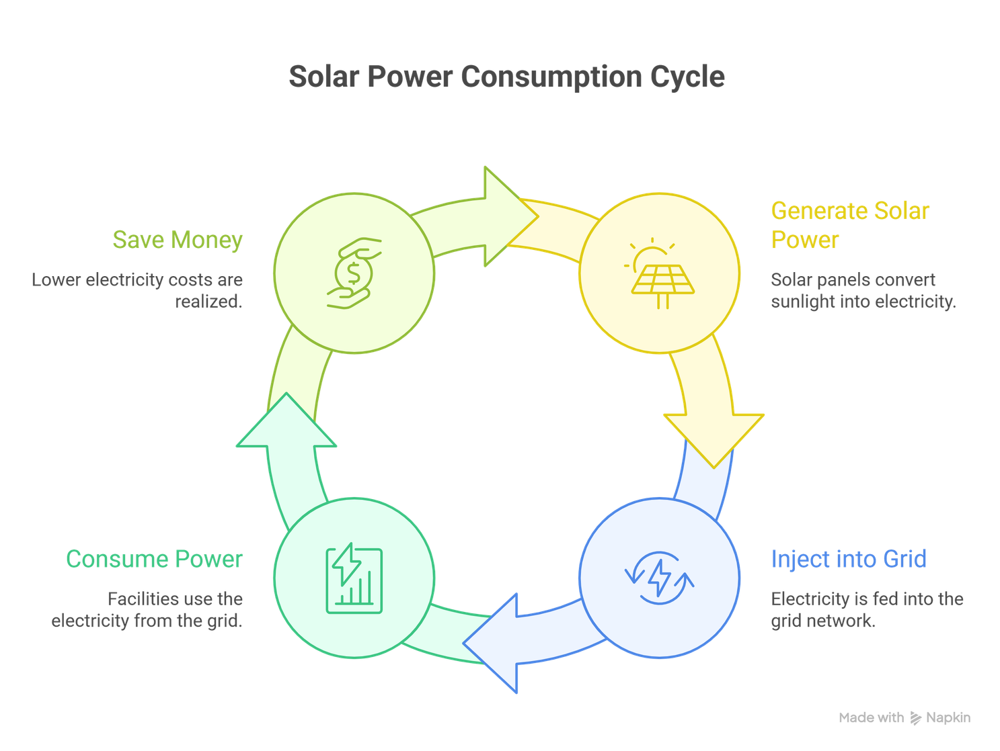 Solar Power Consumption Cycle
Save Money
Lower electricity costs are
realized.
$
Generate Solar
Power
Solar panels convert
sunlight into electricity.
Consume Power
Facilities use the
electricity from the grid.
Inject into Grid
Electricity is fed into the
grid network.
Made with Napkin